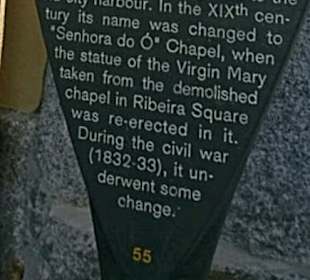 to the
city harbour. In the XIXth cen-
tury its name was changed to
"Senhora do Ó" Chapel, when
the statue of the Virgin Mary
taken from the demolished
chapel in Ribeira Square
was re-erected in it.
During the civil war
(1832-33), it un-
derwent some
change.
55